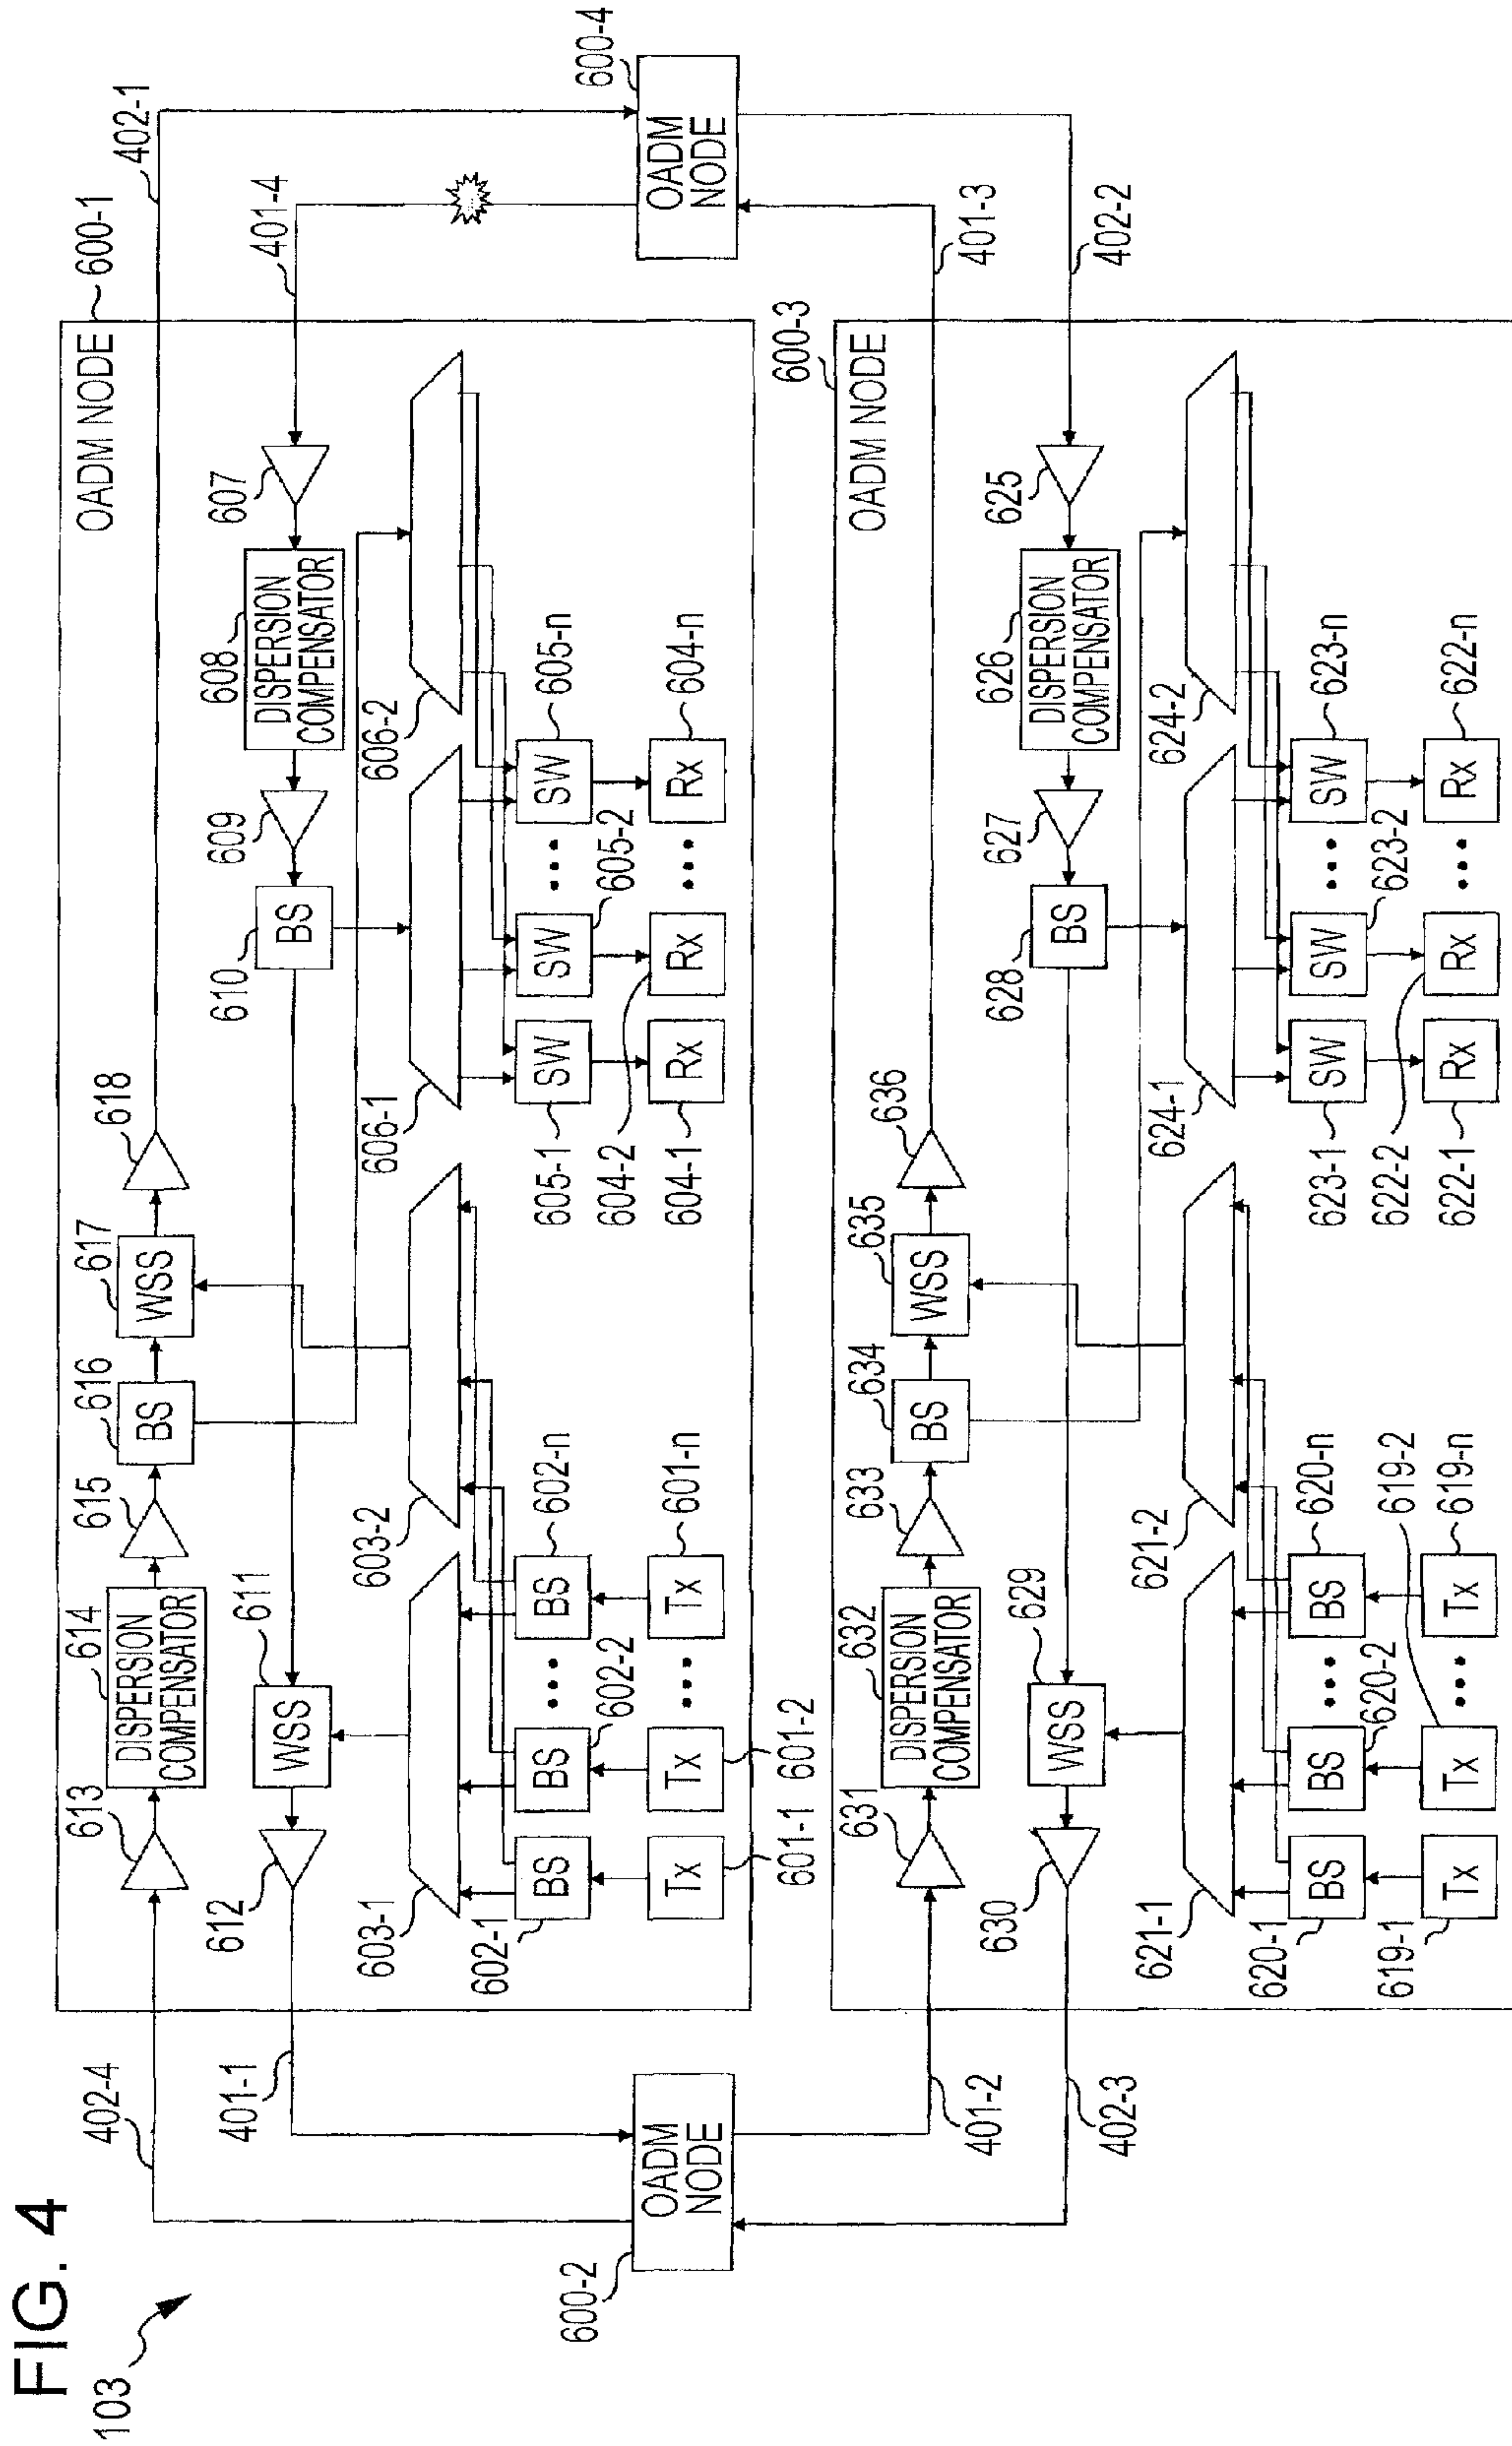 FIG. 4
103
600-1
OADM NODE
402-4
613
614
DISPERSION
COMPENSATOR
615
616
BS
617
WSS
618
402-1
401-1
612
611
WSS
610
BS
609
608
DISPERSION
COMPENSATOR
607
401-4
603-1
603-2
606-1
606-2
602-1
BS
BS
602-2
...
BS
602-n
605-1
SW
SW
605-2
...
SW
605-n
601-1
Tx
601-2
Tx
...
Tx
601-n
604-1
604-2
Rx
Rx
...
Rx
604-n
600-2
OADM
NODE
600-4
OADM
NODE
600-3
OADM NODE
401-2
631
632
DISPERSION
COMPENSATOR
633
634
BS
635
WSS
636
401-3
402-3
630
629
WSS
628
BS
627
626
DISPERSION
COMPENSATOR
625
402-2
621-1
621-2
624-1
624-2
620-1
BS
BS
620-2
...
BS
620-n
623-1
SW
SW
623-2
...
SW
623-n
619-1
Tx
Tx
619-2
...
Tx
619-n
622-1
622-2
Rx
Rx
...
Rx
622-n